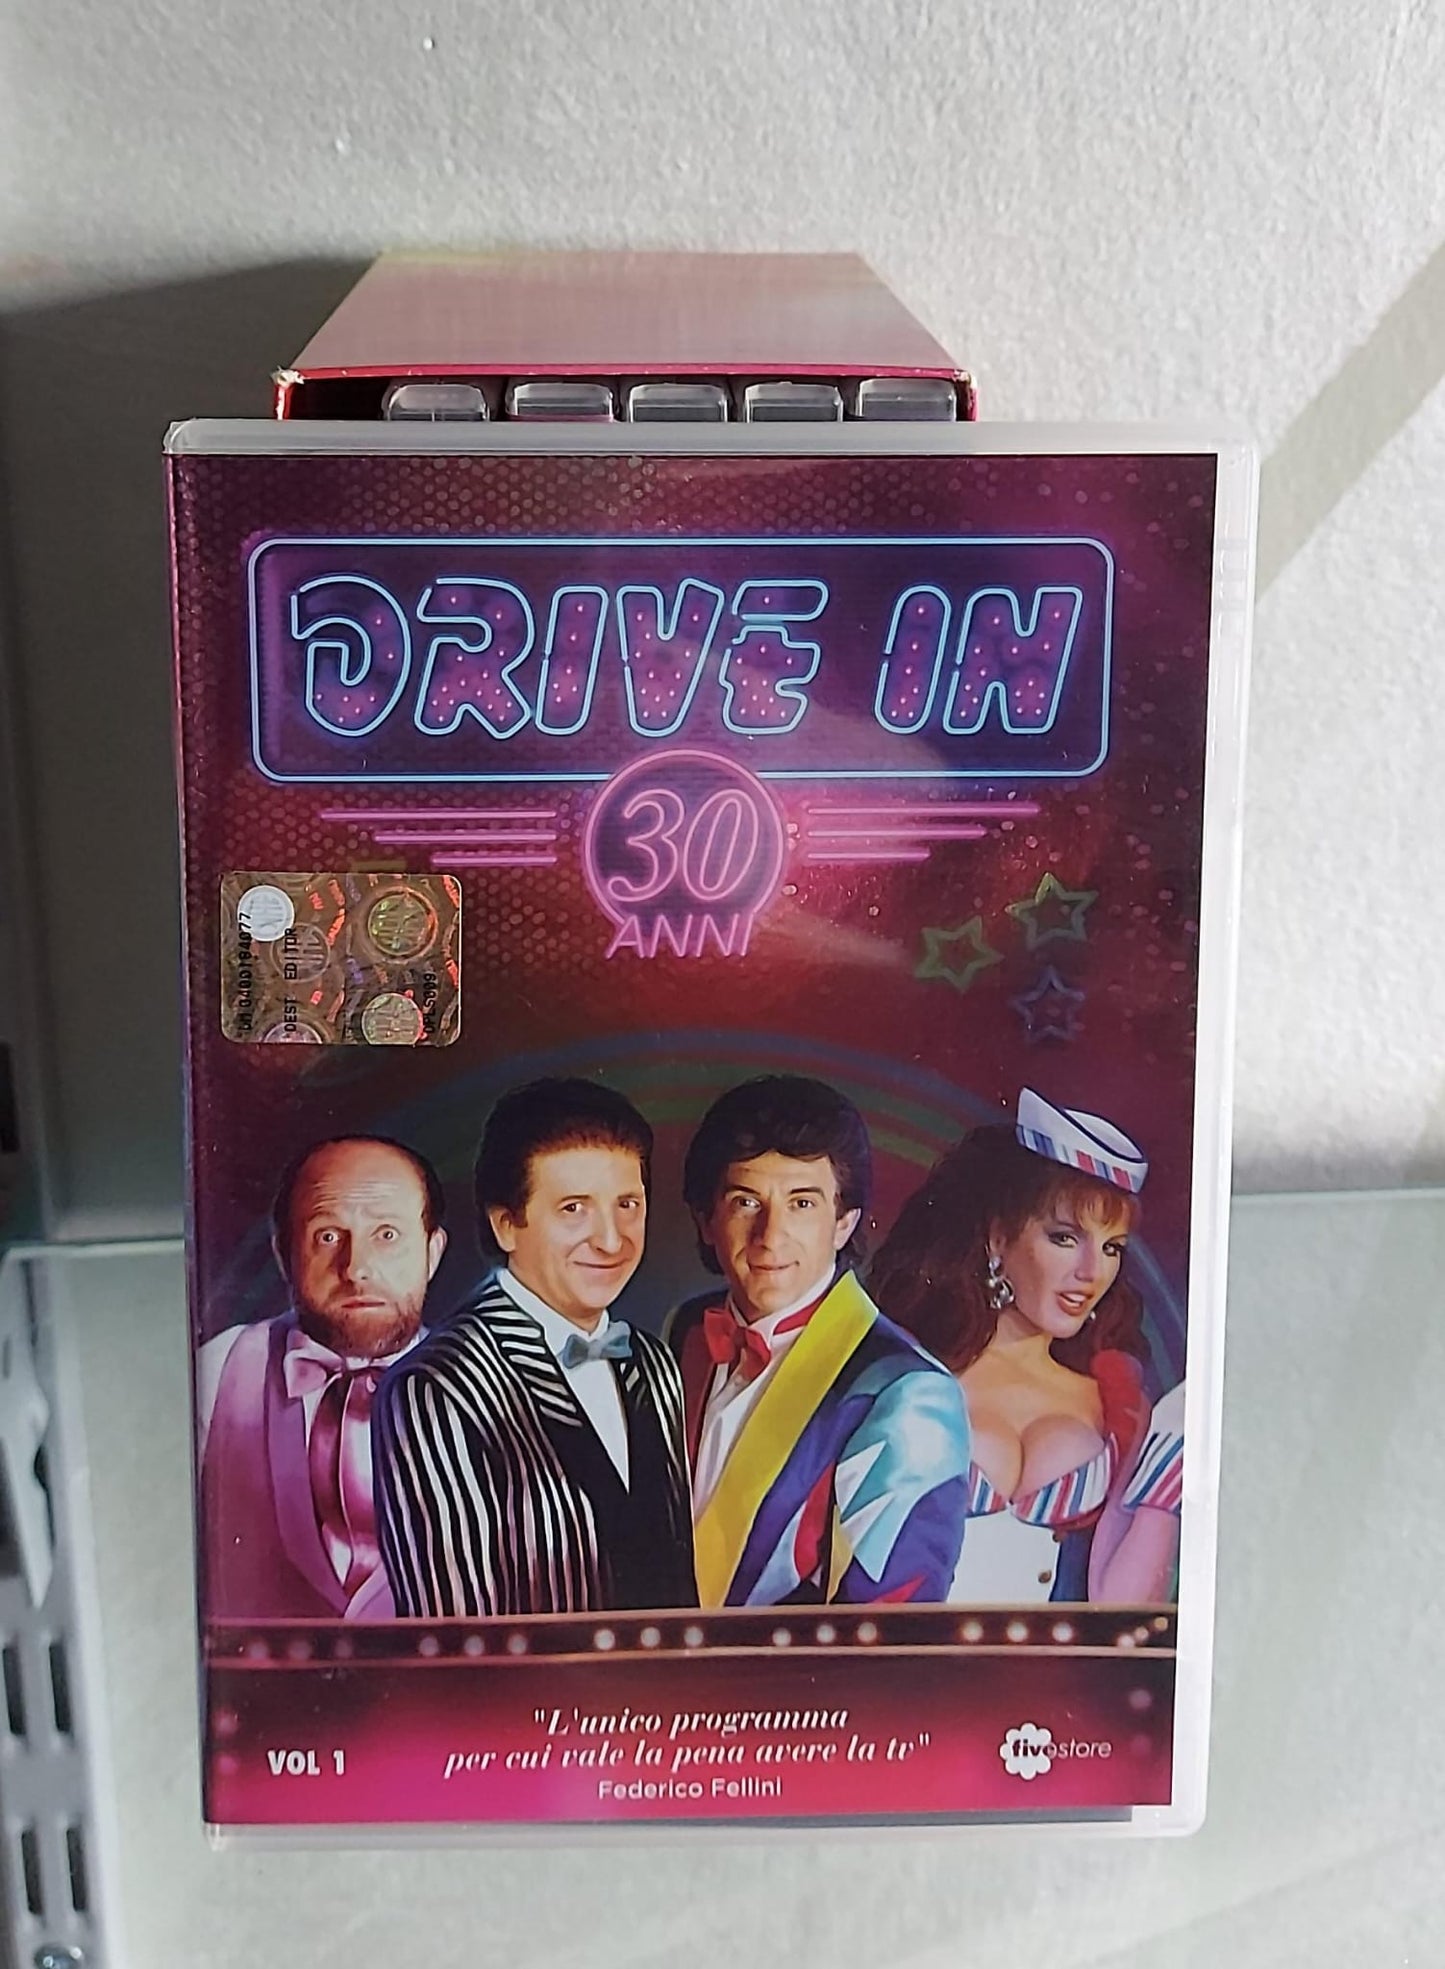 DRIVE IN
30
ANNI
"L'unico programma
per cui vale la pena avere la tv"
Federico Fellini
VOL 1
fivestore